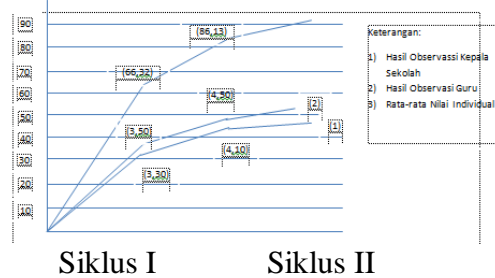 90
80
70
60
50
40
30
20
10
(86,13)
(66,32)
(4,50)
(3,50)
(4,10)
(3,30)
(2)
(1)
Keterangan:
1) Hasil Observassi Kepala
Sekolah
2) Hasil Observasi Guru
3) Rata-rata Nilai Individual
Siklus I Siklus II